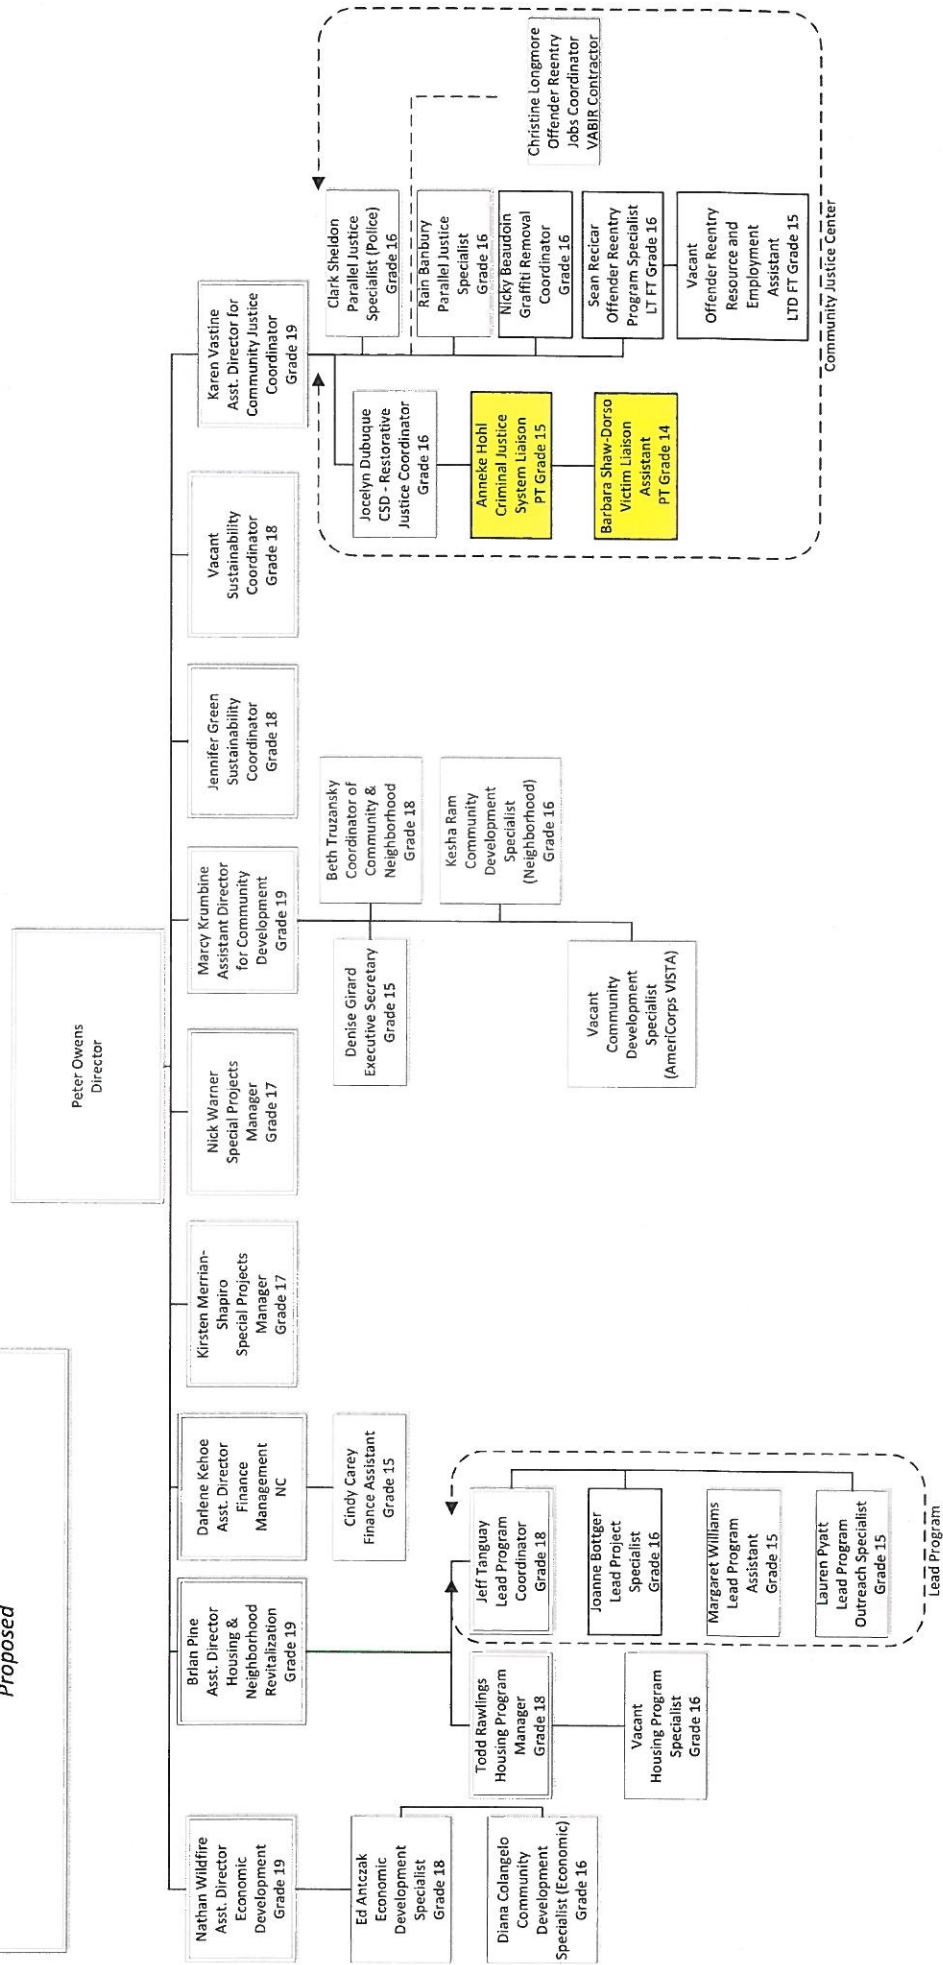 Proposed
Peter Owens
Director
Nathan Wildfire
Asst. Director
Economic
Development
Grade 19
Ed Antczak
Economic
Development
Specialist
Grade 18
Diana Colangelo
Community
Development
Specialist (Economic)
Grade 16
Brian Pine
Asst. Director
Housing &
Neighborhood
Revitalization
Grade 19
Todd Rawlings
Housing Program
Manager
Grade 18
Vacant
Housing Program
Specialist
Grade 16
Jeff Tanguay
Lead Program
Coordinator
Grade 18
Joanne Bottger
Lead Project
Specialist
Grade 16
Margaret Williams
Lead Program
Assistant
Grade 15
Lauren Pyatt
Lead Program
Outreach Specialist
Grade 15
Lead Program
Darlene Kehoe
Asst. Director
Finance
Management
NC
Cindy Carey
Finance Assistant
Grade 15
Kirsten Merrian-
Shapiro
Special Projects
Manager
Grade 17
Nick Warner
Special Projects
Manager
Grade 17
Marcy Krumbine
Assistant Director
for Community
Development
Grade 19
Denise Girard
Executive Secretary
Grade 15
Beth Truzansky
Coordinator of
Community &
Neighborhood
Grade 18
Kesha Ram
Community
Development
Specialist
(Neighborhood)
Grade 16
Vacant
Community
Development
Specialist
(AmeriCorps VISTA)
Jennifer Green
Sustainability
Coordinator
Grade 18
Vacant
Sustainability
Coordinator
Grade 18
Karen Vastine
Asst. Director for
Community Justice
Coordinator
Grade 19
Jocelyn Dubuque
CSD - Restorative
Justice Coordinator
Grade 16
Anneke Hohl
Criminal Justice
System Liaison
PT Grade 15
Barbara Shaw-Dorso
Victim Liaison
Assistant
PT Grade 14
Clark Sheldon
Parallel Justice
Specialist (Police)
Grade 16
Rain Banbury
Parallel Justice
Specialist
Grade 16
Nicky Beaudoin
Graffiti Removal
Coordinator
Grade 16
Sean Recicar
Offender Reentry
Program Specialist
LT FT Grade 16
Vacant
Offender Reentry
Resource and
Employment
Assistant
LTD FT Grade 15
Christine Longmore
Offender Reentry
Jobs Coordinator
VABIR Contractor
Community Justice Center